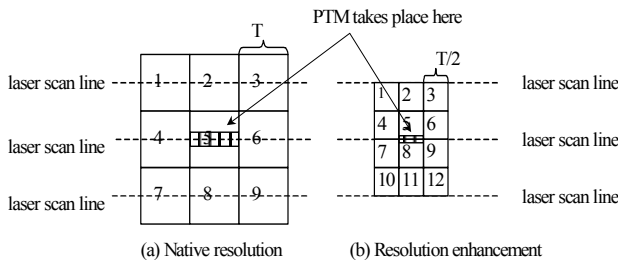 PTM takes place here
T
T/2
laser scan line 1 2 3 1 2 3 laser scan line
4 5 6
laser scan line 4 5 6 laser scan line
7 8 9
laser scan line 7 8 9 10 11 12 laser scan line
(a) Native resolution (b) Resolution enhancement